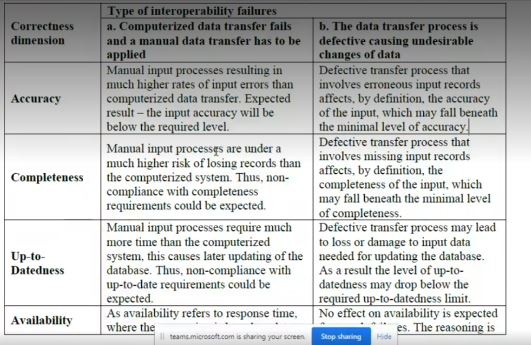 Correctness dimension
Type of interoperability failures
a. Computerized data transfer fails
and a manual data transfer has to be
applied
b. The data transfer process is
defective causing undesirable
changes of data
Accuracy
Manual input processes resulting in
much higher rates of input errors than
computerized data transfer. Expected
result – the input accuracy will be
below the required level.
Defective transfer process that
involves erroneous input records
affects, by definition, the accuracy
of the input, which may fall beneath
the minimal level of accuracy.
Completeness
Manual input processes are under a
much higher risk of losing records than
the computerized system. Thus, non-
compliance with completeness
requirements could be expected.
Defective transfer process that
involves missing input records
affects, by definition, the
completeness of the input, which
may fall beneath the minimal level
of completeness.
Up-to-
Datedness
Manual input processes require much
more time than the computerized
system, this causes later updating of the
database. Thus, non-compliance with
up-to-date requirements could be
expected.
Defective transfer process may lead
to loss or damage to input data
needed for updating the database.
As a result the level of up-to-
datedness may drop below the
required up-to-datedness limit.
Availability
As availability refers to response time,
where the
No effect on availability is expected
The reasoning is
teams.microsoft.com is sharing your screen.
Stop sharing
Hide